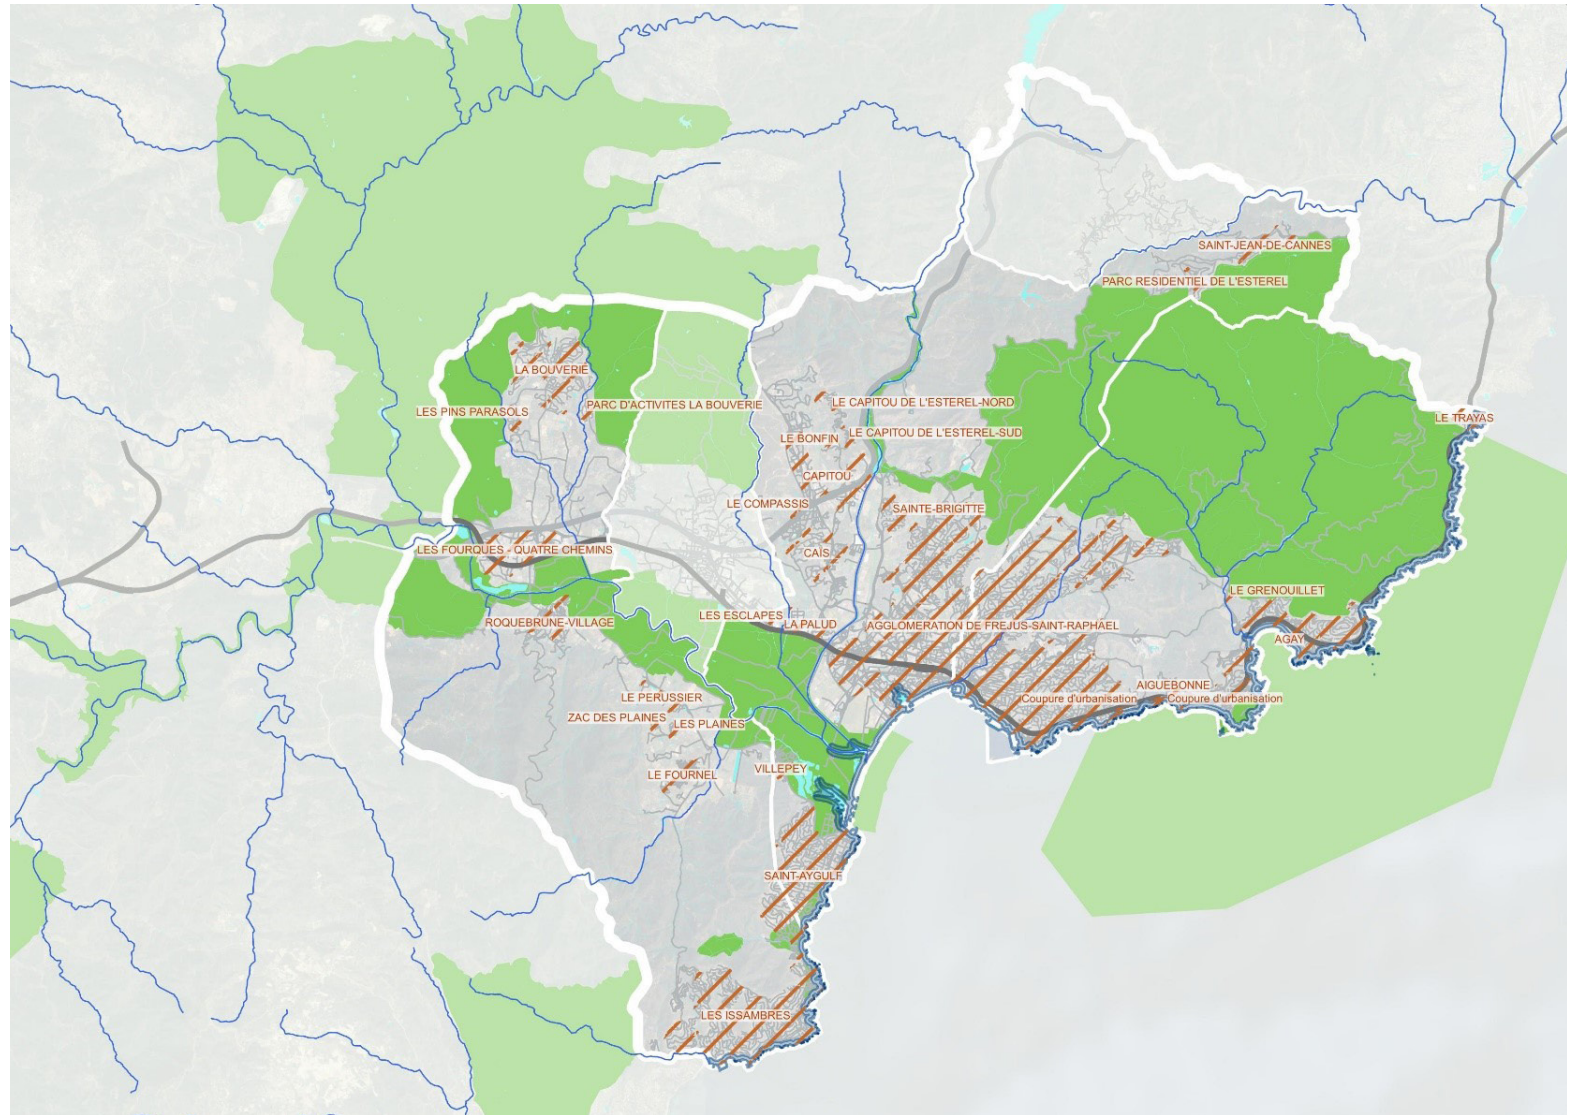 SAINT-JEAN-DE-CANNES
PARC RESIDENTIEL DE L'ESTEREL
LA BOUVERIE
LES PINS PARASOLS
PARC D'ACTIVITES LA BOUVERIE
LE CAPITOU DE L'ESTEREL-NORD
LE TRAYAS
LE BONFIN
LE CAPITOU DE L'ESTEREL-SUD
CAPITOU
LE COMPASSIS
SAINTE-BRIGITTE
LES FOURQUES - QUATRE CHEMINS
CAIS
LE GRENOUILLET
LES ESCLAPES
ROQUEBRUNE-VILLAGE
LA PALUD
AGGLOMERATION DE FREJUS-SAINT-RAPHAEL
AGAY
AIGUEBONNE
LE PERUSSIER
Coupure d'urbanisation
Coupure d'urbanisation
ZAC DES PLAINES
LES PLAINES
VILLEPEY
LE FOURNEL
SAINT-AYGULF
LES ISSAMBRES